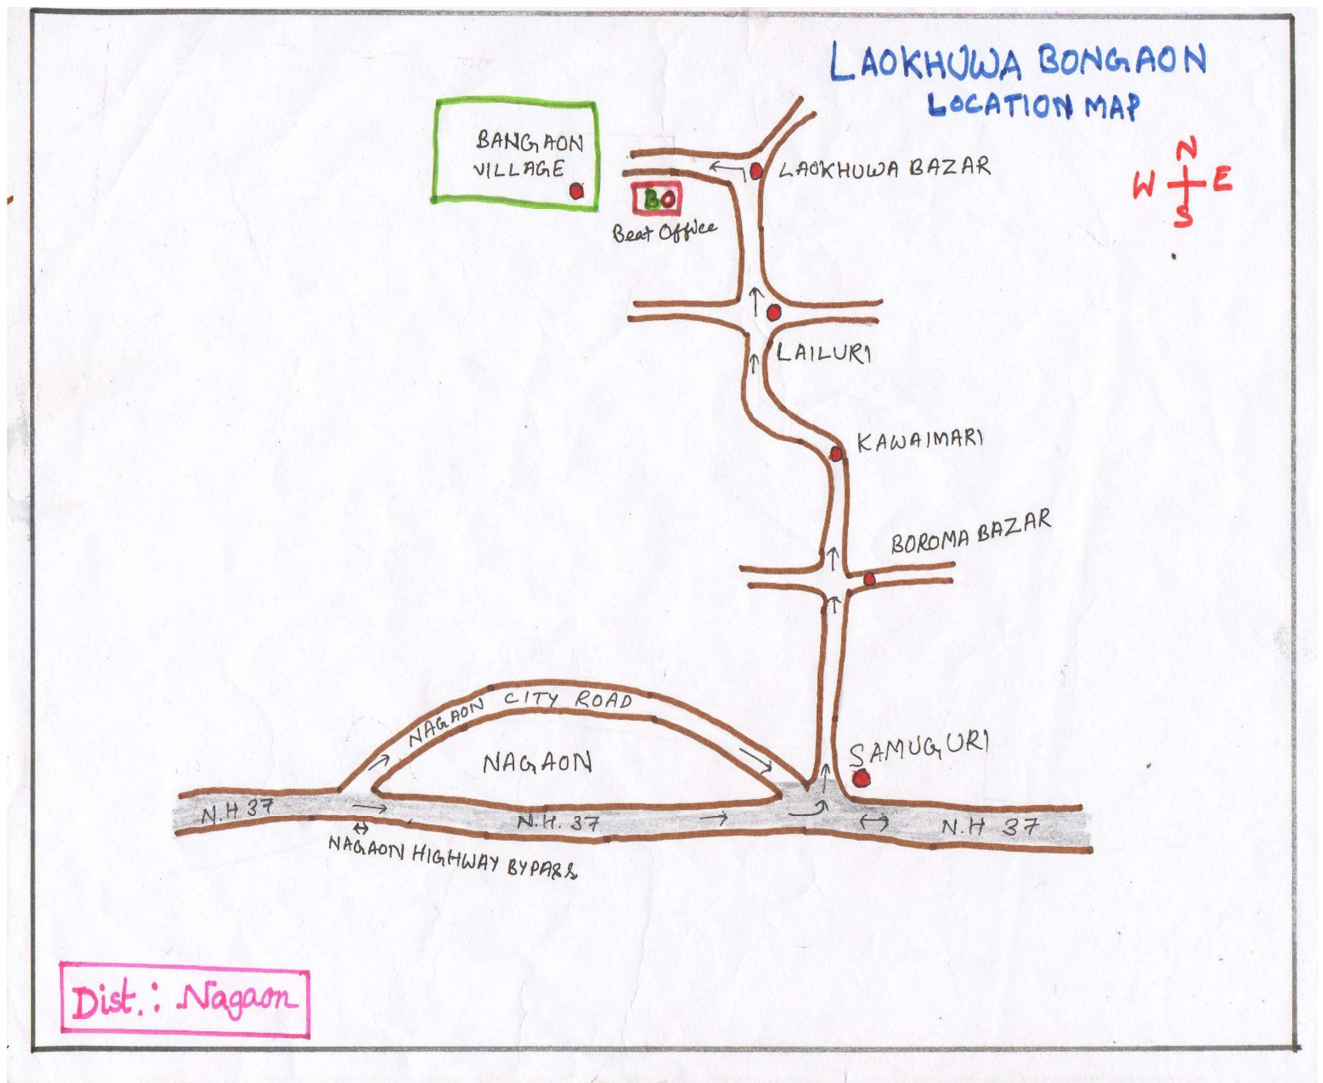 LAOKHUWA BONGAON
LOCATION MAP
N
W E
S
BANGAON
VILLAGE
LAOKHUWA BAZAR
BO
Beat Office
LAILURI
KAWAIMARI
BOROMA BAZAR
NAGAON CITY ROAD
NAGAON
SAMUGURI
N.H 37
N.H. 37
N.H 37
NAGAON HIGHWAY BYPASS
Dist.: Nagaon